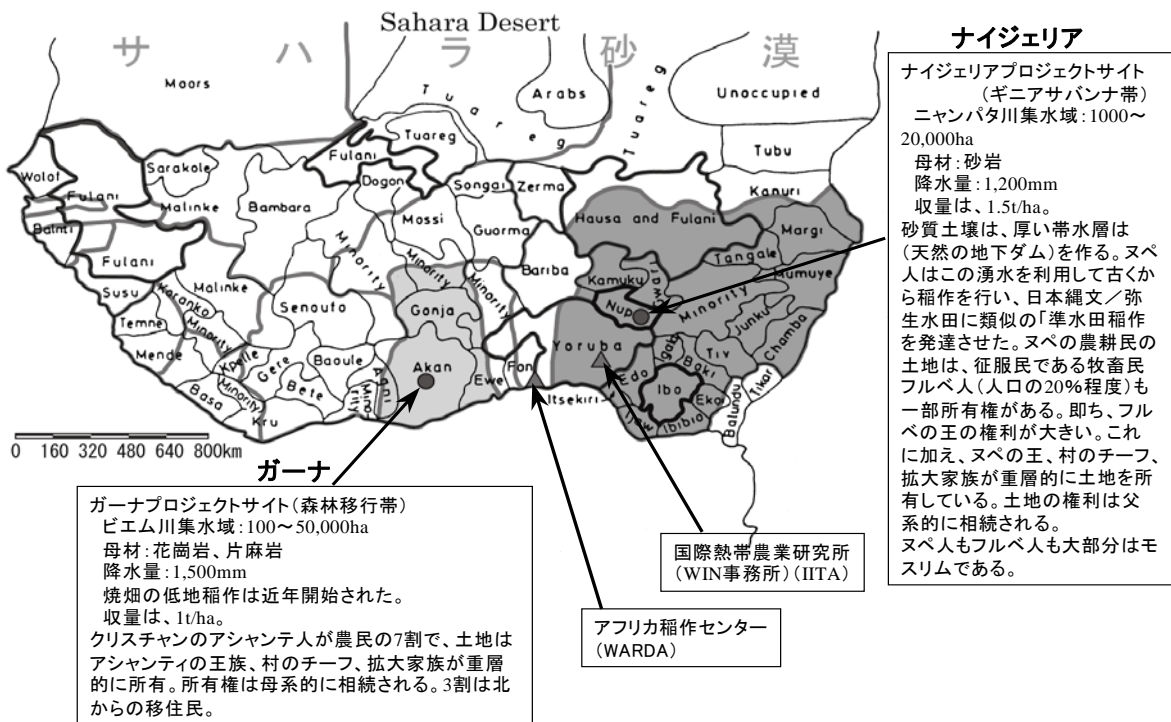 Sahara Desert
サハラ砂漠
Moors
Tuareg
Arabs
Tuareg
Unoccupied
Tubu
Wolof
Fulani
Sarakole
Malinke
Bambara
Fulani
Tuareg
Dogon
Songai
Zerma
Kanuri
Mossi
Guorma
Hausa and Fulani
Margi
Tangale
Mumuye
Fulani
Minority
Minority
Minority
Bariba
Kamuku
Gwari
Nupe
Minority
Junku
Chamba
Susu
Karanko
Malinke
Senoufo
Gonja
Temne
Minority
Mende
Kpelle
Gere
Baoule
Akan
Ewe
Fon
Yoruba
Edo
Igab
Tiv
Boki
Ibo
Eko
Basa
Minority
Kru
Bete
Minority
Agni
Itsekiri
Ijaw
Ibibio
Balundu
Tikar
0 160 320 480 640 800km
ナイジェリア
ナイジェリアプロジェクトサイト
(ギニアサバンナ帯)
ニャンパタ川集水域:1000~
20,000ha
母材:砂岩
降水量:1,200mm
収量は、1.5t/ha。
砂質土壌は、厚い帯水層は
(天然の地下ダム)を作る。ヌペ
人はこの湧水を利用して古くか
ら稲作を行い、日本縄文/弥
生水田に類似の「準水田稲作
を発達させた。ヌペの農耕民の
土地は、征服民である牧畜民
フルベ人(人口の20%程度)も
一部所有権がある。即ち、フル
ベの王の権利が大きい。これ
に加え、ヌペの王、村のチーフ、
拡大家族が重層的に土地を所
有している。土地の権利は父
系的に相続される。
ヌペ人もフルベ人も大部分はモ
スリムである。
ガーナ
ガーナプロジェクトサイト(森林移行帯)
ビエム川集水域:100~50,000ha
母材:花崗岩、片麻岩
降水量:1,500mm
焼畑の低地稲作は近年開始された。
収量は、1t/ha。
クリスチャンのアシャンテ人が農民の7割で、土地は
アシャンティの王族、村のチーフ、拡大家族が重層
的に所有。所有権は母系的に相続される。3割は北
からの移住民。
国際熱帯農業研究所
(WIN事務所)(IITA)
アフリカ稲作センター
(WARDA)